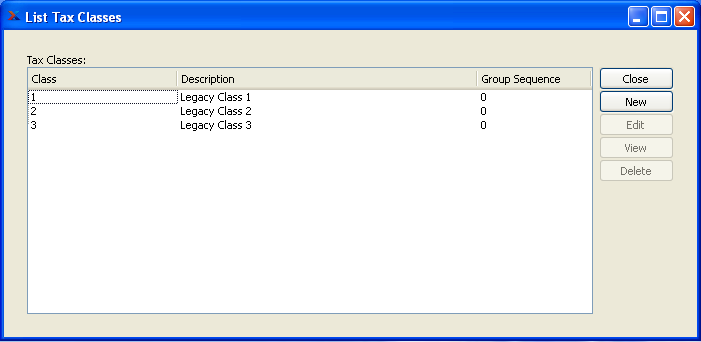 List Tax Classes
Tax Classes:
Class Description Group Sequence
1 Legacy Class 1 0
2 Legacy Class 2 0
3 Legacy Class 3 0
Close
New
Edit
View
Delete